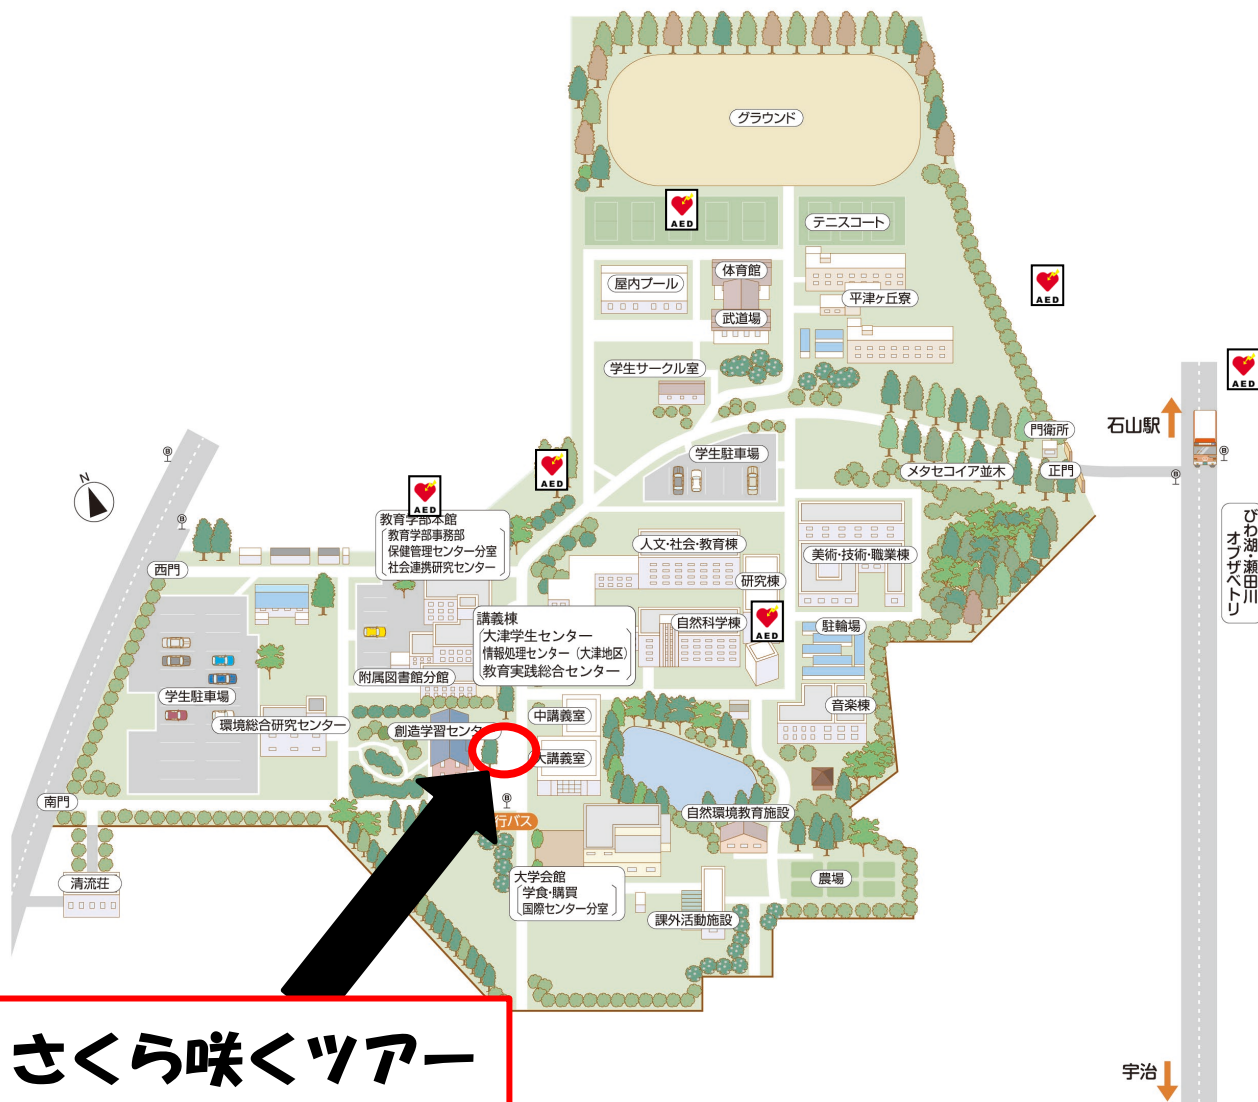 グラウンド
AED
テニスコート
体育館
屋内プール
AED
平津ヶ丘寮
武道場
AED
学生サークル室
石山駅
門衛所
学生駐車場
メタセコイア並木
正門
AED
AED
N
教育学部本館
教育学部事務部
保健管理センター分室
社会連携研究センター
人文・社会・教育棟
美術・技術・職業棟
びわ湖・瀬田川
オブザベトリ
西門
研究棟
講義棟
大津学生センター
情報処理センター（大津地区）
教育実践総合センター
自然科学棟
AED
駐輪場
附属図書館分館
学生駐車場
環境総合研究センター
創造学習センタ
中講義室
音楽棟
大講義室
南門
行バス
自然環境教育施設
清流荘
大学会館
学食・購買
国際センター分室
農場
課外活動施設
さくら咲くツアー
宇治